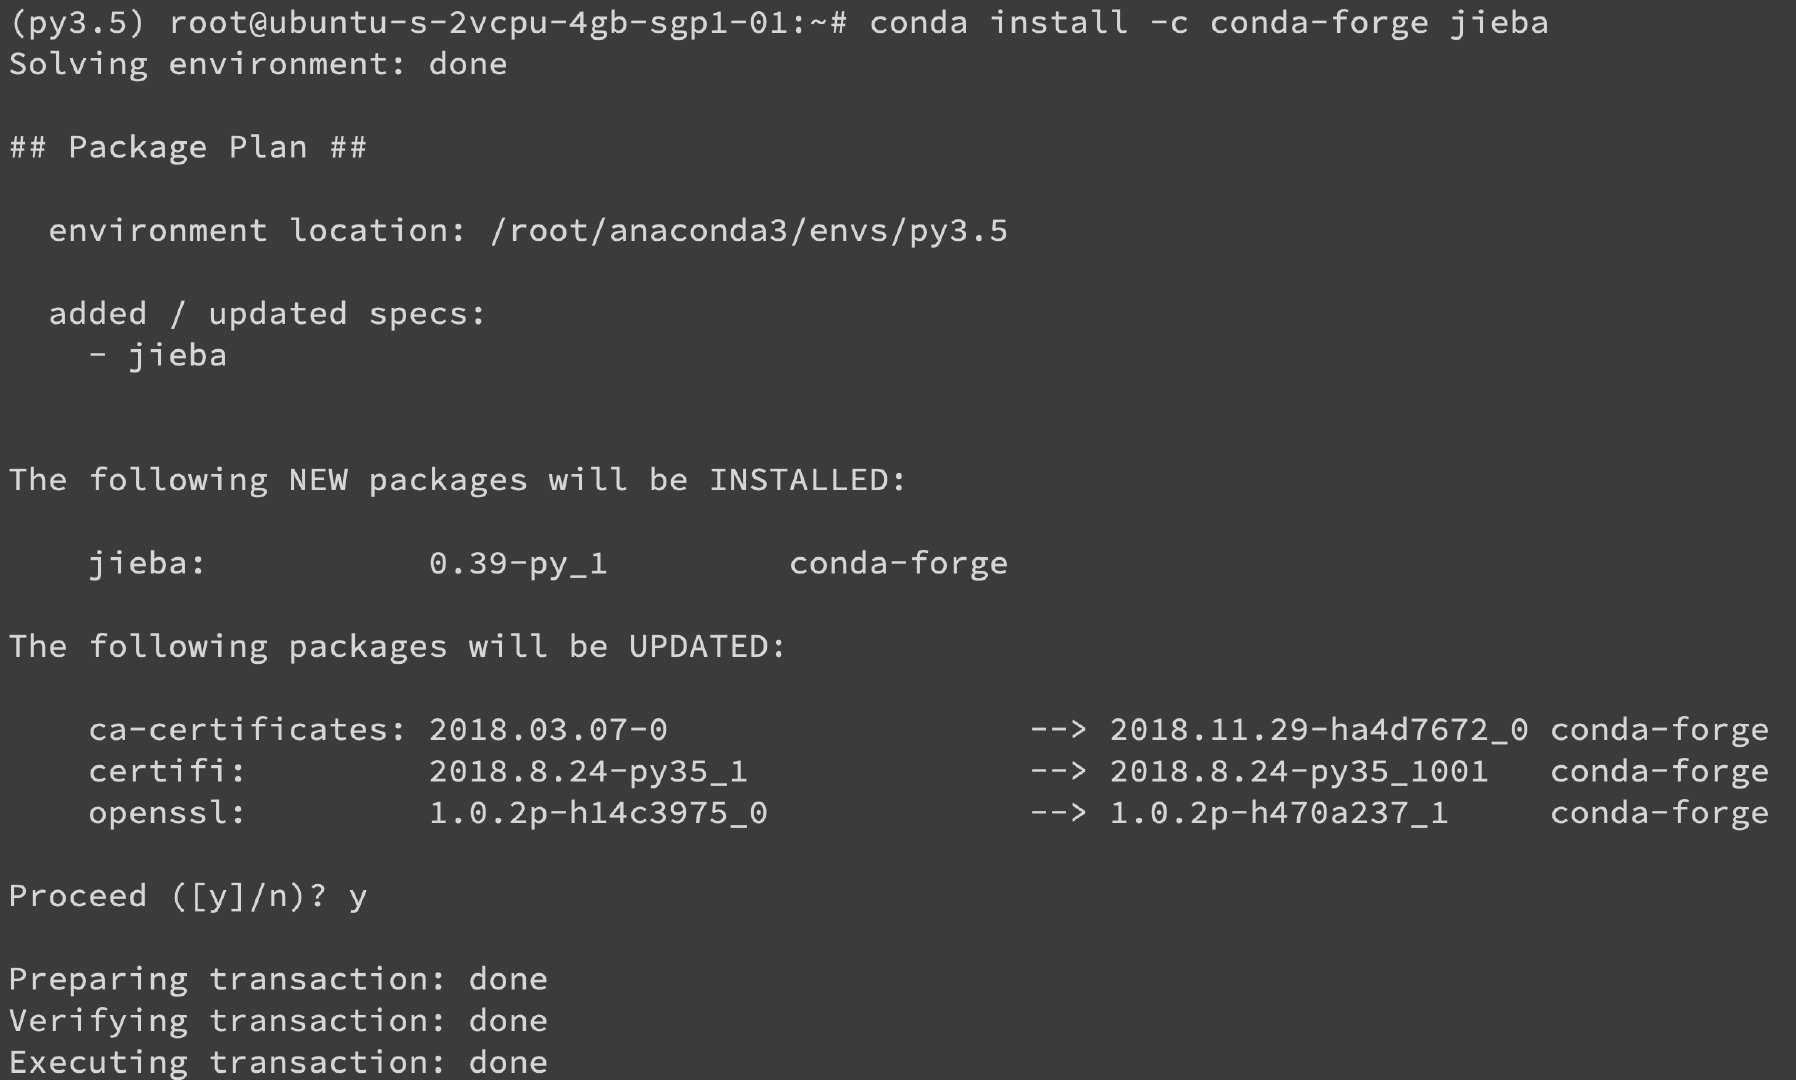 (py3.5) root@ubuntu-s-2vcpu-4gb-sgp1-01:~# conda install -c conda-forge jieba
Solving environment: done
## Package Plan ##
environment location: /root/anaconda3/envs/py3.5
added / updated specs:
- jieba
The following NEW packages will be INSTALLED:
jieba: 0.39-py_1 conda-forge
The following packages will be UPDATED:
ca-certificates: 2018.03.07-0 --> 2018.11.29-ha4d7672_0 conda-forge
certifi: 2018.8.24-py35_1 --> 2018.8.24-py35_1001 conda-forge
openssl: 1.0.2p-h14c3975_0 --> 1.0.2p-h470a237_1 conda-forge
Proceed ([y]/n)? y
Preparing transaction: done
Verifying transaction: done
Executing transaction: done